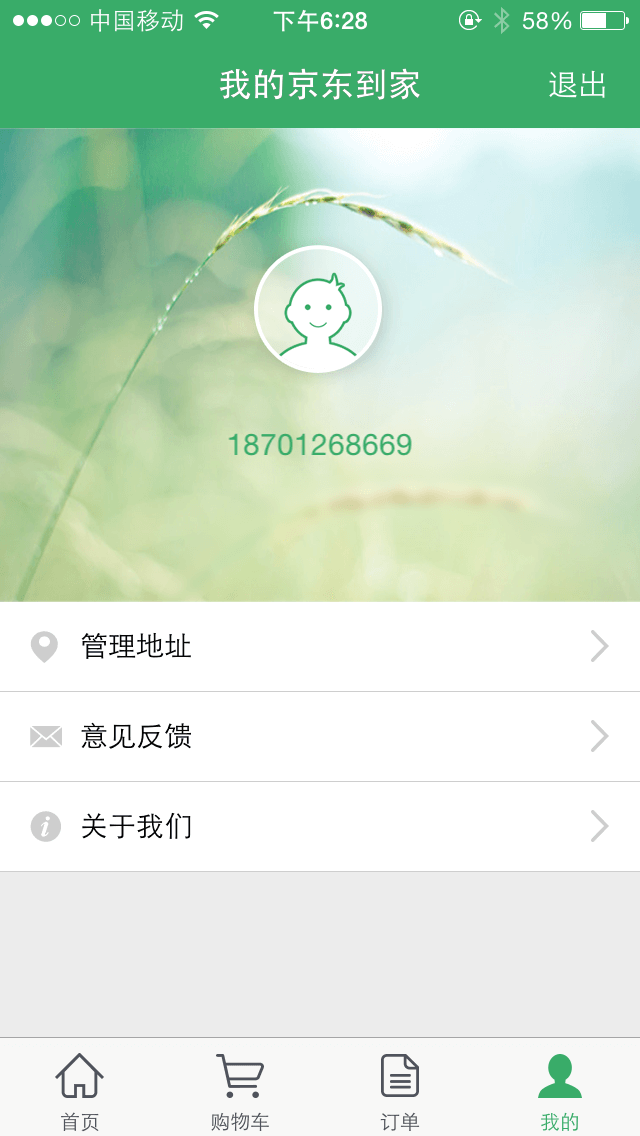 中国移动 下午6:28 58%
我的京东到家 退出
18701268669
管理地址
意见反馈
关于我们
首页 购物车 订单 我的